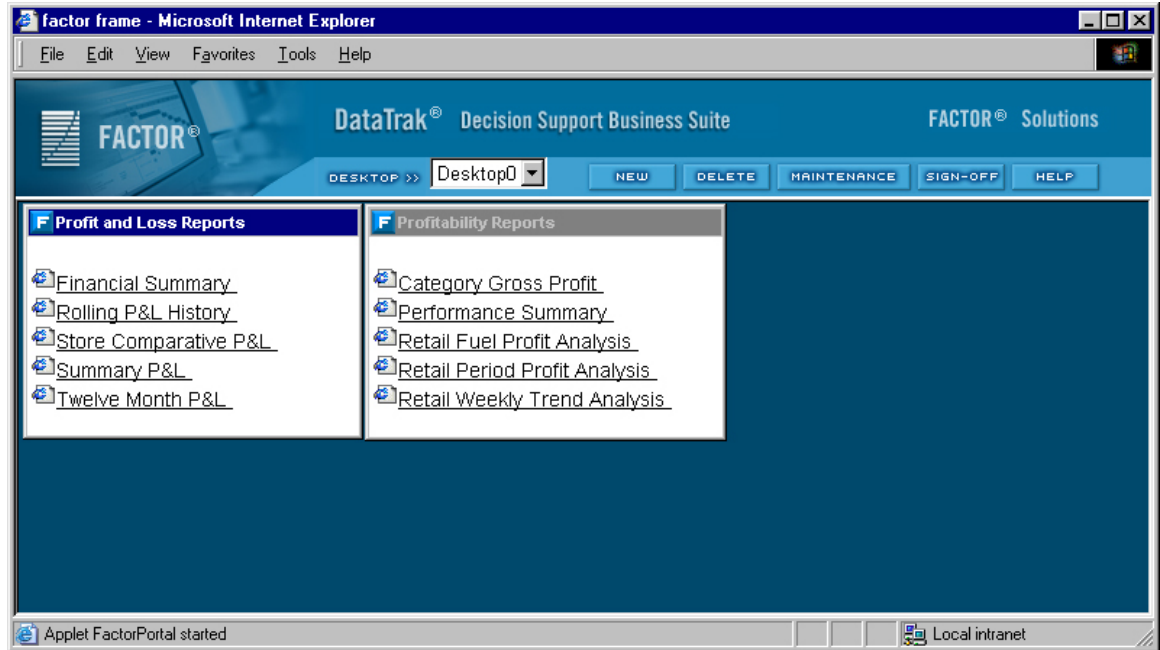 factor frame - Microsoft Internet Explorer
File Edit View Favorites Tools Help
FACTOR®
DataTrak® Decision Support Business Suite
FACTOR® Solutions
DESKTOP >> Desktop0 NEW DELETE MAINTENANCE SIGN-OFF HELP
F Profit and Loss Reports
Financial Summary
Rolling P&L History
Store Comparative P&L
Summary P&L
Twelve Month P&L
F Profitability Reports
Category Gross Profit
Performance Summary
Retail Fuel Profit Analysis
Retail Period Profit Analysis
Retail Weekly Trend Analysis
Applet FactorPortal started
Local intranet